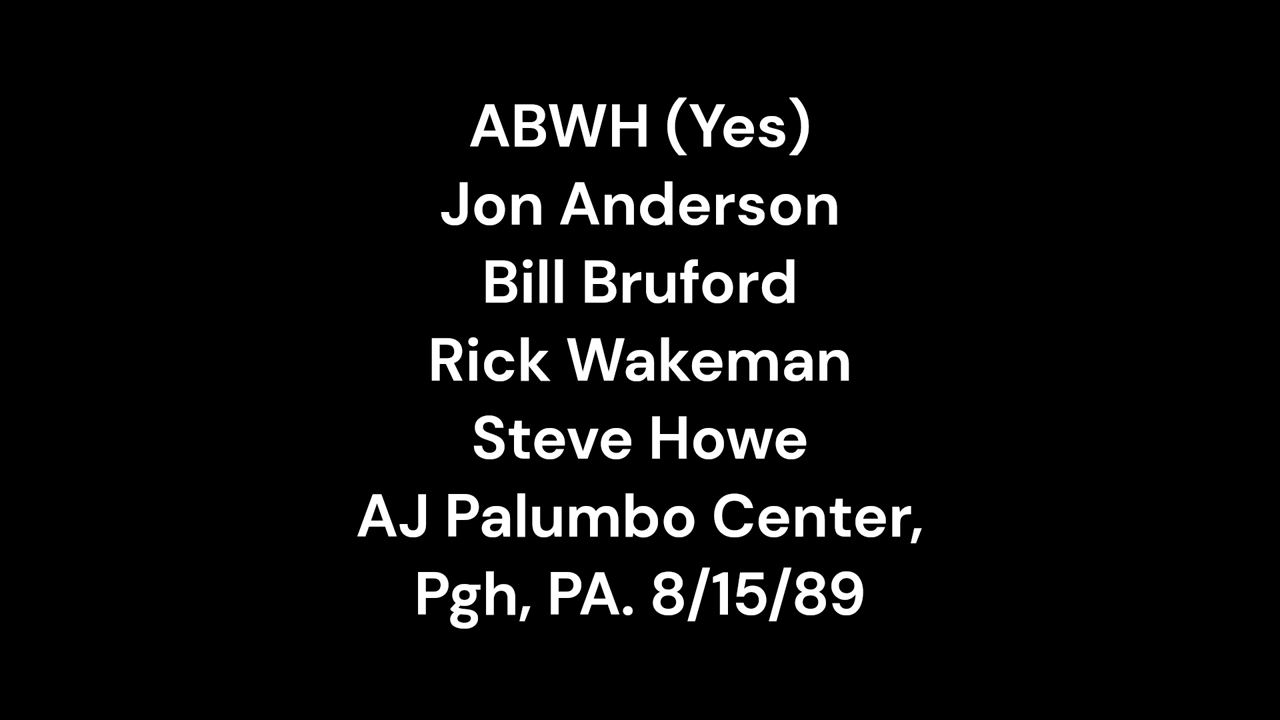 ABWH (Yes)
Jon Anderson
Bill Bruford
Rick Wakeman
Steve Howe
AJ Palumbo Center,
Pgh, PA. 8/15/89